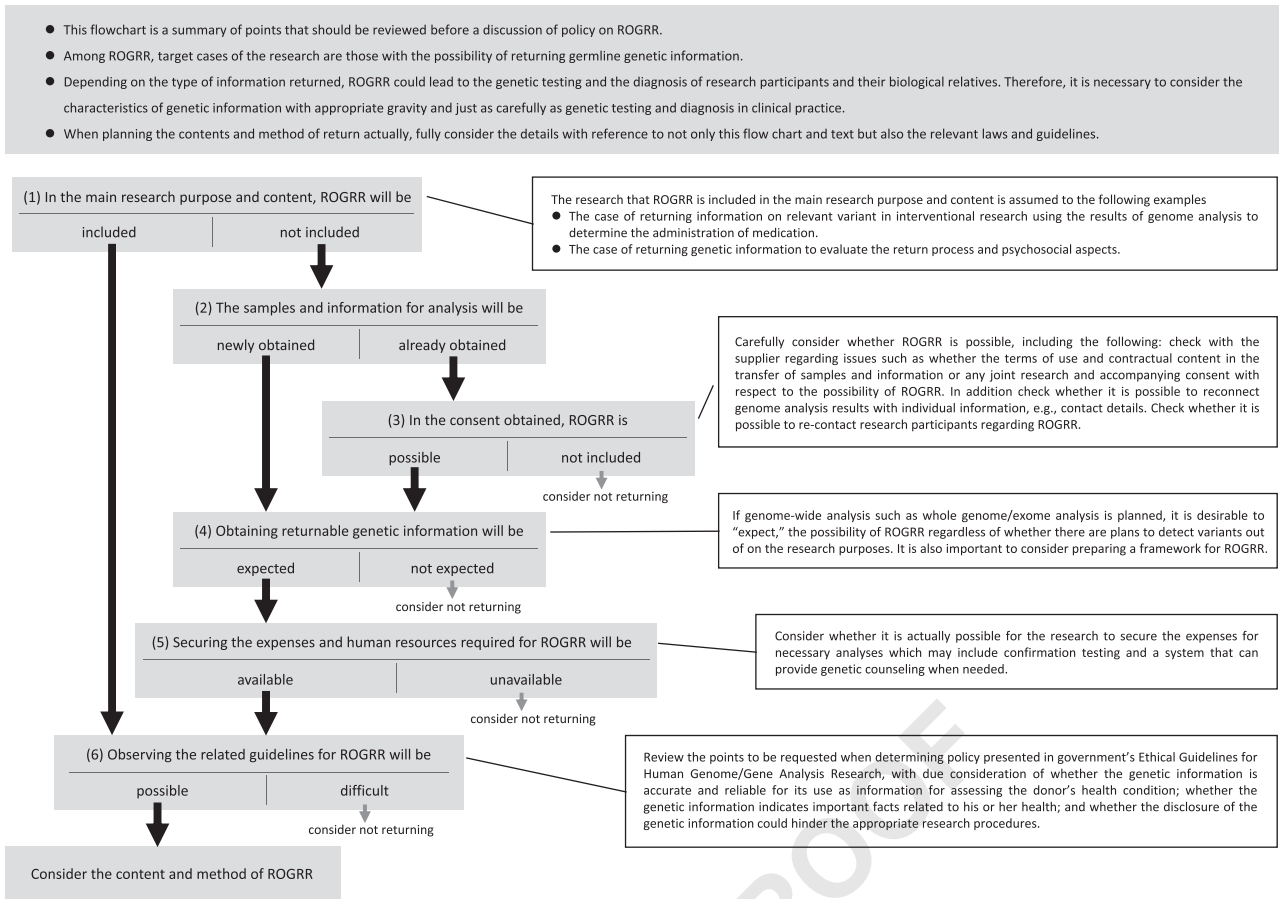 ● This flowchart is a summary of points that should be reviewed before a discussion of policy on ROGRR.
● Among ROGRR, target cases of the research are those with the possibility of returning germline genetic information.
● Depending on the type of information returned, ROGRR could lead to the genetic testing and the diagnosis of research participants and their biological relatives. Therefore, it is necessary to consider the
characteristics of genetic information with appropriate gravity and just as carefully as genetic testing and diagnosis in clinical practice.
● When planning the contents and method of return actually, fully consider the details with reference to not only this flow chart and text but also the relevant laws and guidelines.
(1) In the main research purpose and content, ROGRR will be
included
not included
The research that ROGRR is included in the main research purpose and content is assumed to the following examples
● The case of returning information on relevant variant in interventional research using the results of genome analysis to
determine the administration of medication.
● The case of returning genetic information to evaluate the return process and psychosocial aspects.
(2) The samples and information for analysis will be
newly obtained
already obtained
Carefully consider whether ROGRR is possible, including the following: check with the
supplier regarding issues such as whether the terms of use and contractual content in the
transfer of samples and information or any joint research and accompanying consent with
respect to the possibility of ROGRR. In addition check whether it is possible to reconnect
genome analysis results with individual information, e.g., contact details. Check whether it is
possible to re-contact research participants regarding ROGRR.
(3) In the consent obtained, ROGRR is
possible
not included
consider not returning
(4) Obtaining returnable genetic information will be
expected
not expected
consider not returning
If genome-wide analysis such as whole genome/exome analysis is planned, it is desirable to
“expect,” the possibility of ROGRR regardless of whether there are plans to detect variants out
of on the research purposes. It is also important to consider preparing a framework for ROGRR.
(5) Securing the expenses and human resources required for ROGRR will be
available
unavailable
consider not returning
Consider whether it is actually possible for the research to secure the expenses for
necessary analyses which may include confirmation testing and a system that can
provide genetic counseling when needed.
(6) Observing the related guidelines for ROGRR will be
possible
difficult
consider not returning
Review the points to be requested when determining policy presented in government’s Ethical Guidelines for
Human Genome/Gene Analysis Research, with due consideration of whether the genetic information is
accurate and reliable for its use as information for assessing the donor’s health condition; whether the
genetic information indicates important facts related to his or her health; and whether the disclosure of the
genetic information could hinder the appropriate research procedures.
Consider the content and method of ROGRR
PROOF